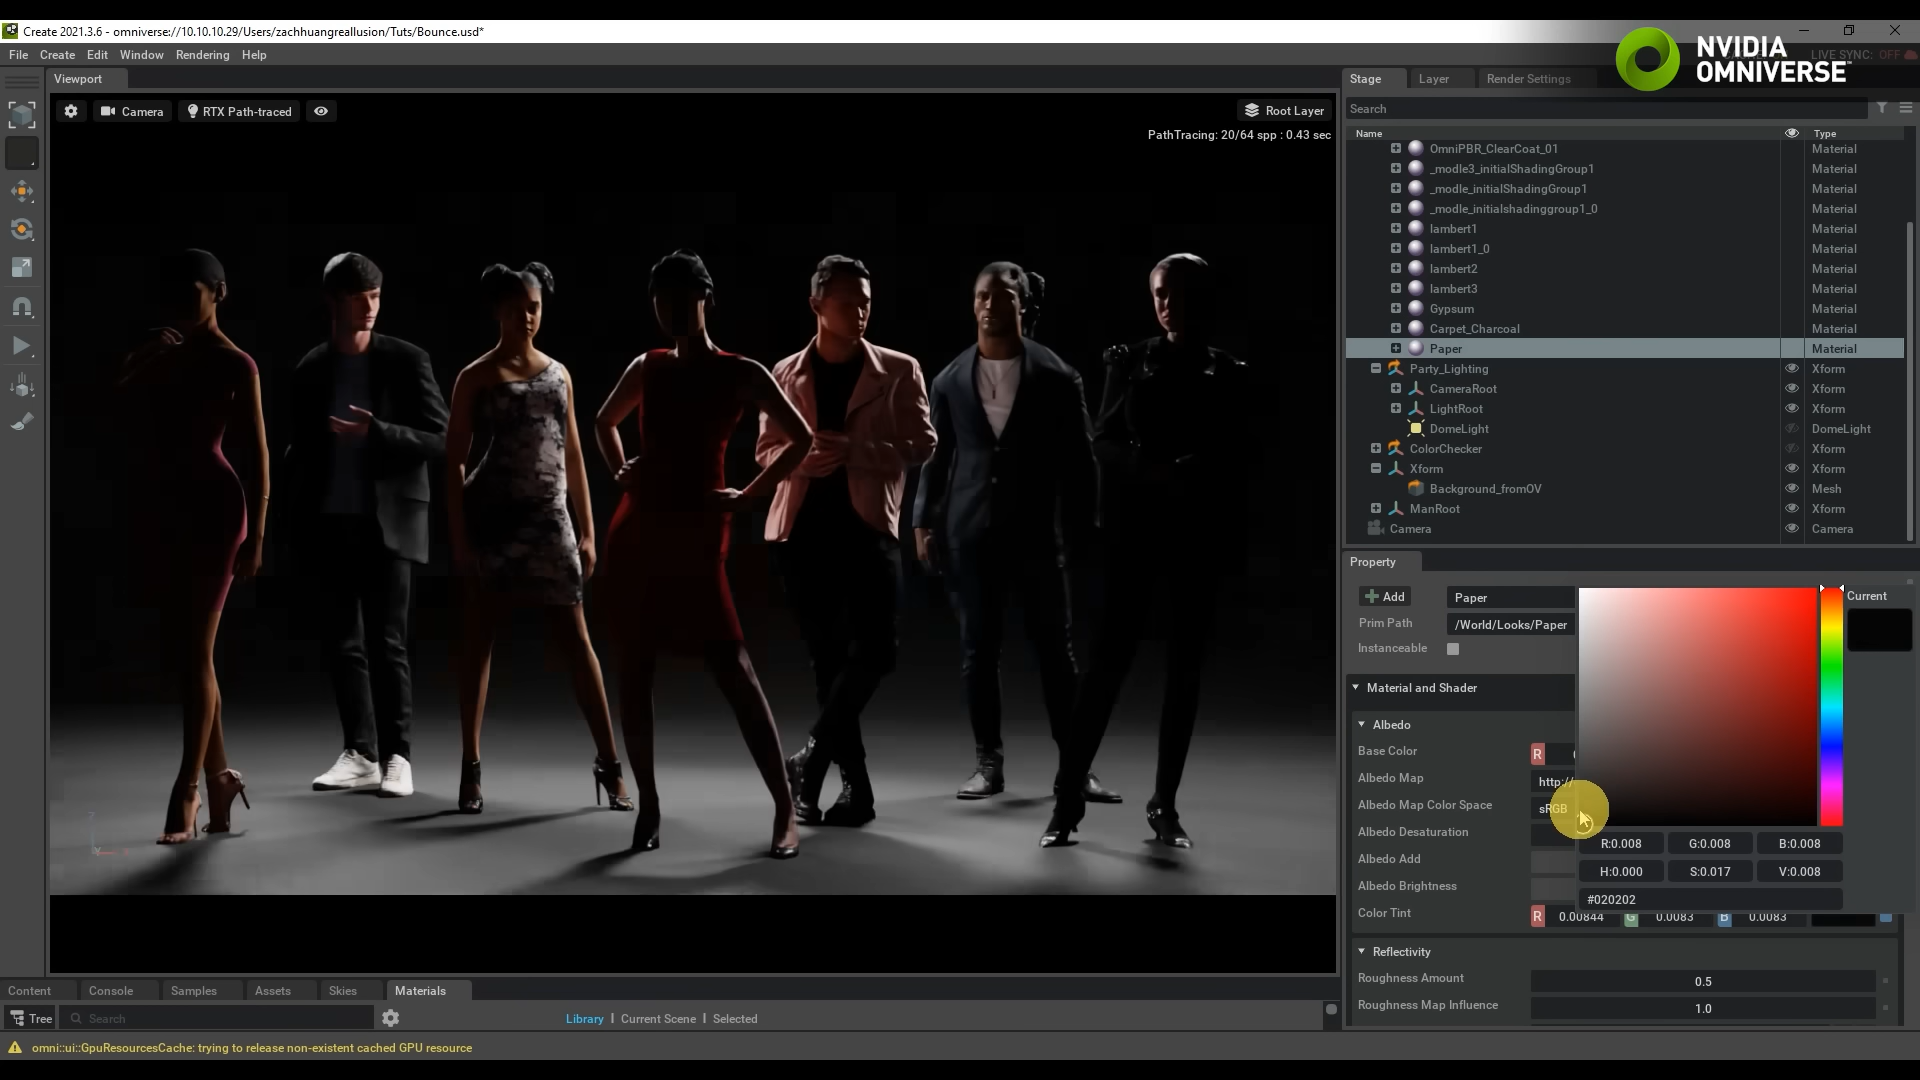 Create 2021.3.6 - omniverse://10.10.10.29/Users/zachhuangreallusion/Tuts/Bounce.usd*
NVIDIA
OMNIVERSE
File Create Edit Window Rendering Help
LIVE SYNC: OFF
Viewport
Stage Layer Render Settings
Camera RTX Path-traced Root Layer
Search
PathTracing: 20/64 spp : 0.43 sec
Name Type
OmniPBR_ClearCoat_01 Material
_modle3_initialShadingGroup1 Material
_modle_initialShadingGroup1 Material
_modle_initialshadinggroup1_0 Material
lambert1 Material
lambert1_0 Material
lambert2 Material
lambert3 Material
Gypsum Material
Carpet_Charcoal Material
Paper Material
Party_Lighting Xform
CameraRoot Xform
LightRoot Xform
DomeLight DomeLight
ColorChecker Xform
Xform Xform
Background_fromOV Mesh
ManRoot Xform
Camera Camera
Property
Add Paper
Current
Prim Path /World/Looks/Paper
Instanceable
Material and Shader
Albedo
Base Color R
Albedo Map http://
Albedo Map Color Space sRGB
Albedo Desaturation
R:0.008 G:0.008 B:0.008
Albedo Add
H:0.000 S:0.017 V:0.008
Albedo Brightness
#020202
Color Tint R 0.00844 G 0.0083 B 0.0083
Reflectivity
Roughness Amount 0.5
Roughness Map Influence 1.0
Content Console Samples Assets Skies Materials
Tree Search Library Current Scene Selected
omni::ui::GpuResourcesCache: trying to release non-existent cached GPU resource